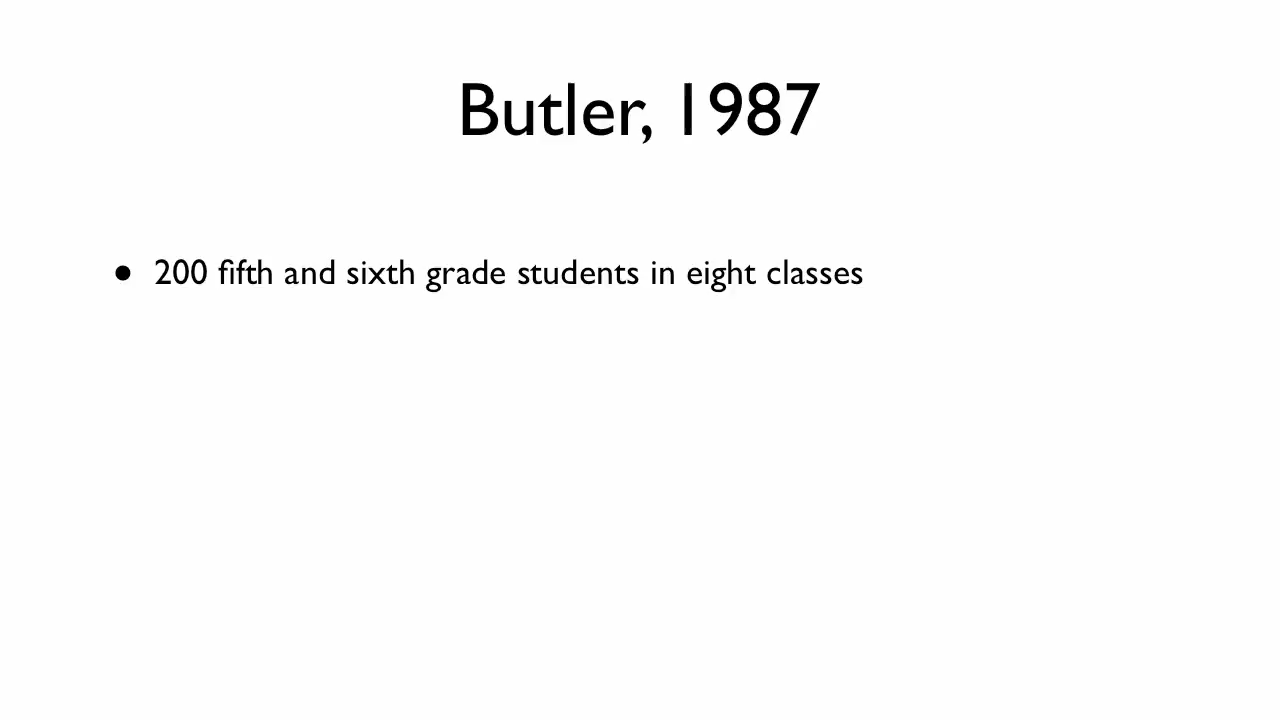 Butler, 1987
• 200 fifth and sixth grade students in eight classes